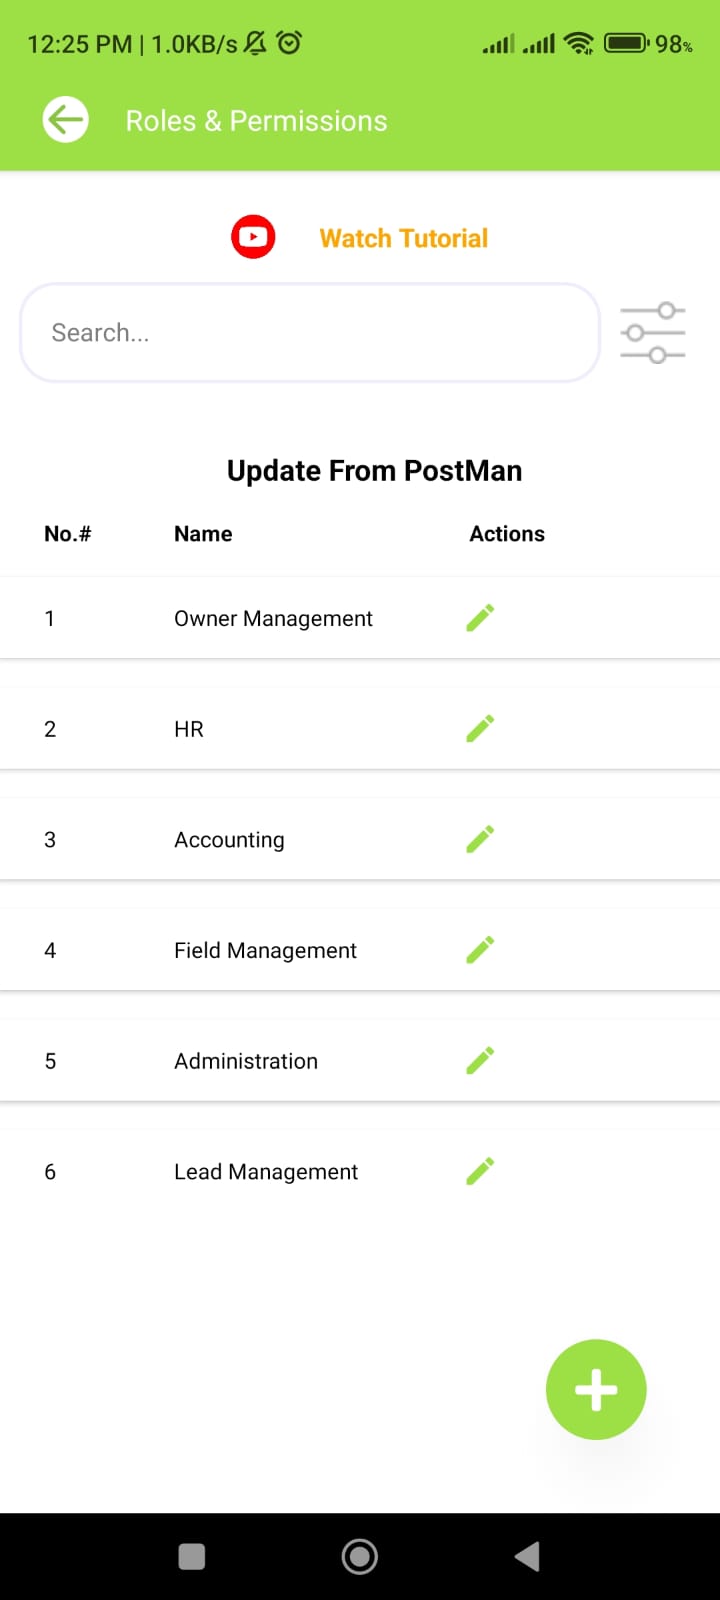 12:25 PM | 1.0KB/s 98%
Roles & Permissions
Watch Tutorial
Search...
Update From PostMan
No.# Name Actions
1 Owner Management
2 HR
3 Accounting
4 Field Management
5 Administration
6 Lead Management